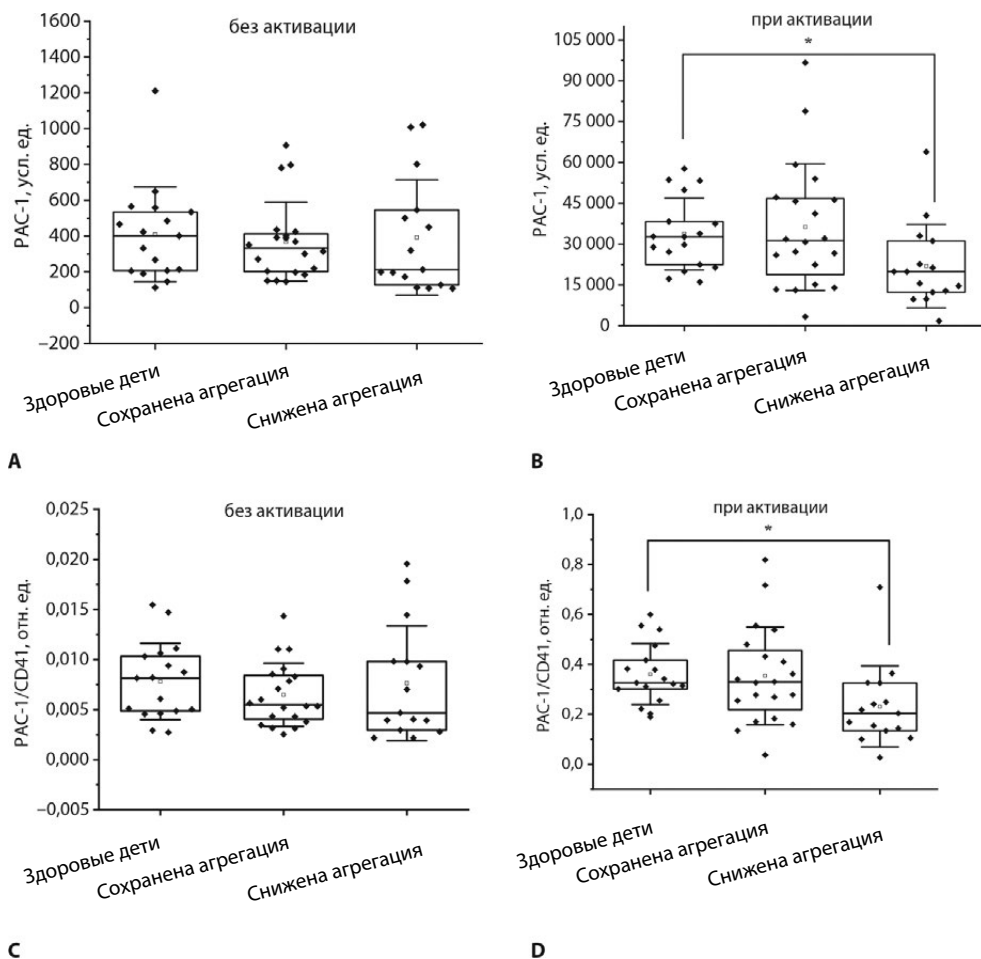 без активации
PAC-1, усл. ед.
1600
1400
1200
1000
800
600
400
200
0
–200
Здоровые дети
Сохранена агрегация
Снижена агрегация
A
при активации
*
PAC-1, усл. ед.
105 000
90 000
75 000
60 000
45 000
30 000
15 000
0
Здоровые дети
Сохранена агрегация
Снижена агрегация
B
без активации
PAC-1/CD41, отн. ед.
0,025
0,020
0,015
0,010
0,005
0,000
–0,005
Здоровые дети
Сохранена агрегация
Снижена агрегация
C
при активации
*
PAC-1/CD41, отн. ед.
1,0
0,8
0,6
0,4
0,2
0,0
Здоровые дети
Сохранена агрегация
Снижена агрегация
D